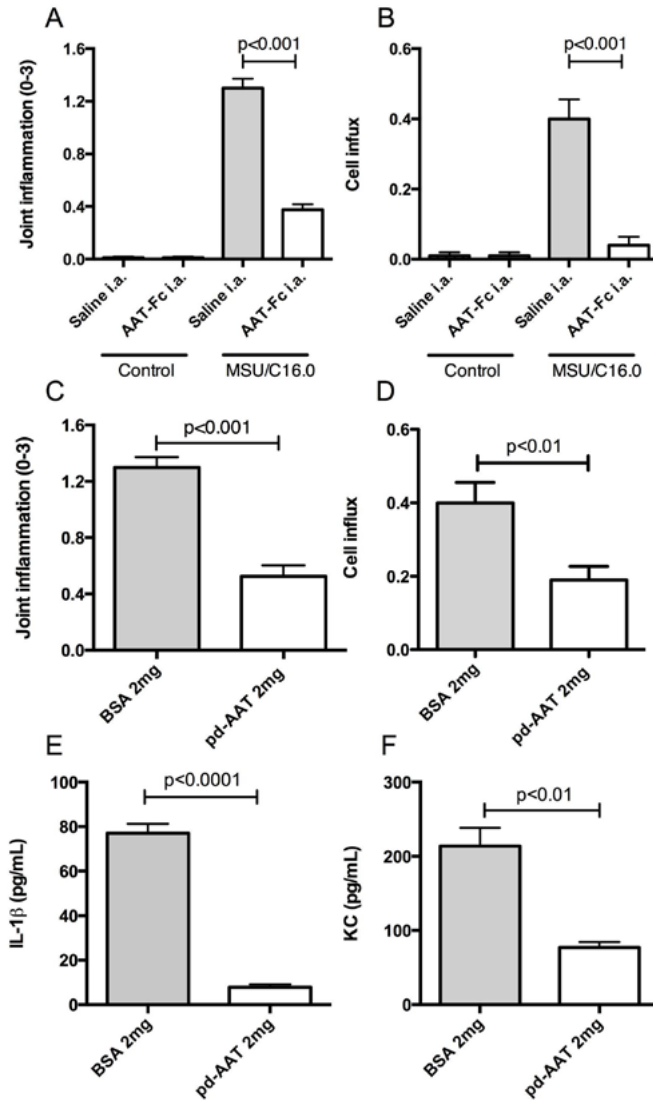 A
Joint inflammation (0-3)
1.6
1.2
0.8
0.4
0.0
p<0.001
Saline i.a.
AAT-Fc i.a.
Saline i.a.
AAT-Fc i.a.
Control
MSU/C16.0
B
Cell infux
0.6
0.4
0.2
0.0
p<0.001
Saline i.a.
AAT-Fc i.a.
Saline i.a.
AAT-Fc i.a.
Control
MSU/C16.0
C
Joint inflammation (0-3)
1.6
1.2
0.8
0.4
0.0
p<0.001
BSA 2mg
pd-AAT 2mg
D
Cell influx
0.6
0.4
0.2
0.0
p<0.01
BSA 2mg
pd-AAT 2mg
E
IL-1β (pg/mL)
100
80
60
40
20
0
p<0.0001
BSA 2mg
pd-AAT 2mg
F
KC (pg/mL)
300
200
100
0
p<0.01
BSA 2mg
pd-AAT 2mg